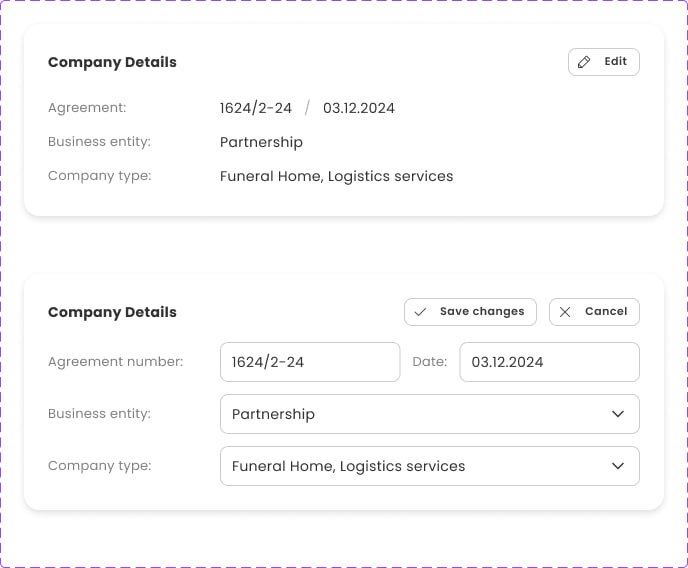 Company Details Edit
Agreement: 1624/2-24 / 03.12.2024
Business entity: Partnership
Company type: Funeral Home, Logistics services
Company Details Save changes Cancel
Agreement number: 1624/2-24 Date: 03.12.2024
Business entity: Partnership
Company type: Funeral Home, Logistics services